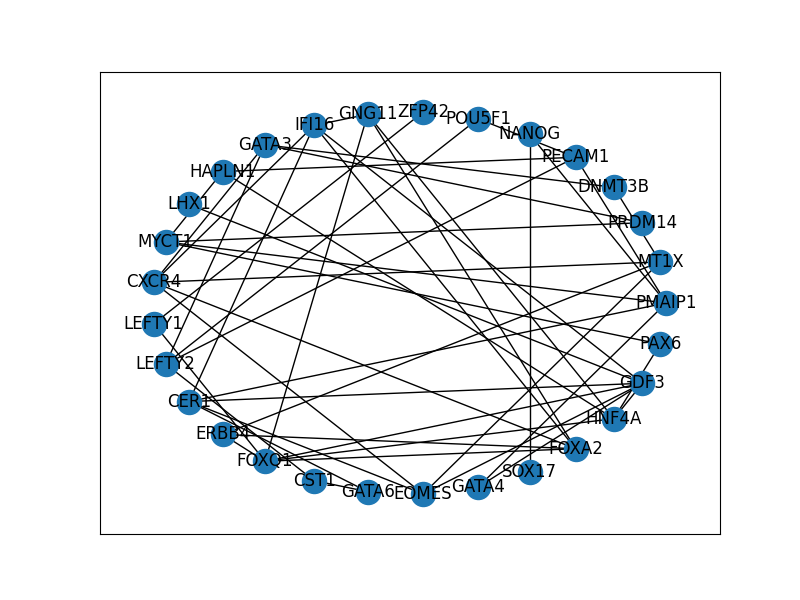 ZFP42
GNG11
POU5F1
IFI16
NANOG
GATA3
PECAM1
HAPLN1
DNMT3B
LHX1
PRDM14
MYCT1
MT1X
CXCR4
PMAIP1
LEFTY1
PAX6
LEFTY2
GDF3
CER1
HNF4A
ERBB4
FOXA2
FOXQ1
SOX17
CST1
GATA4
GATA6
EOMES